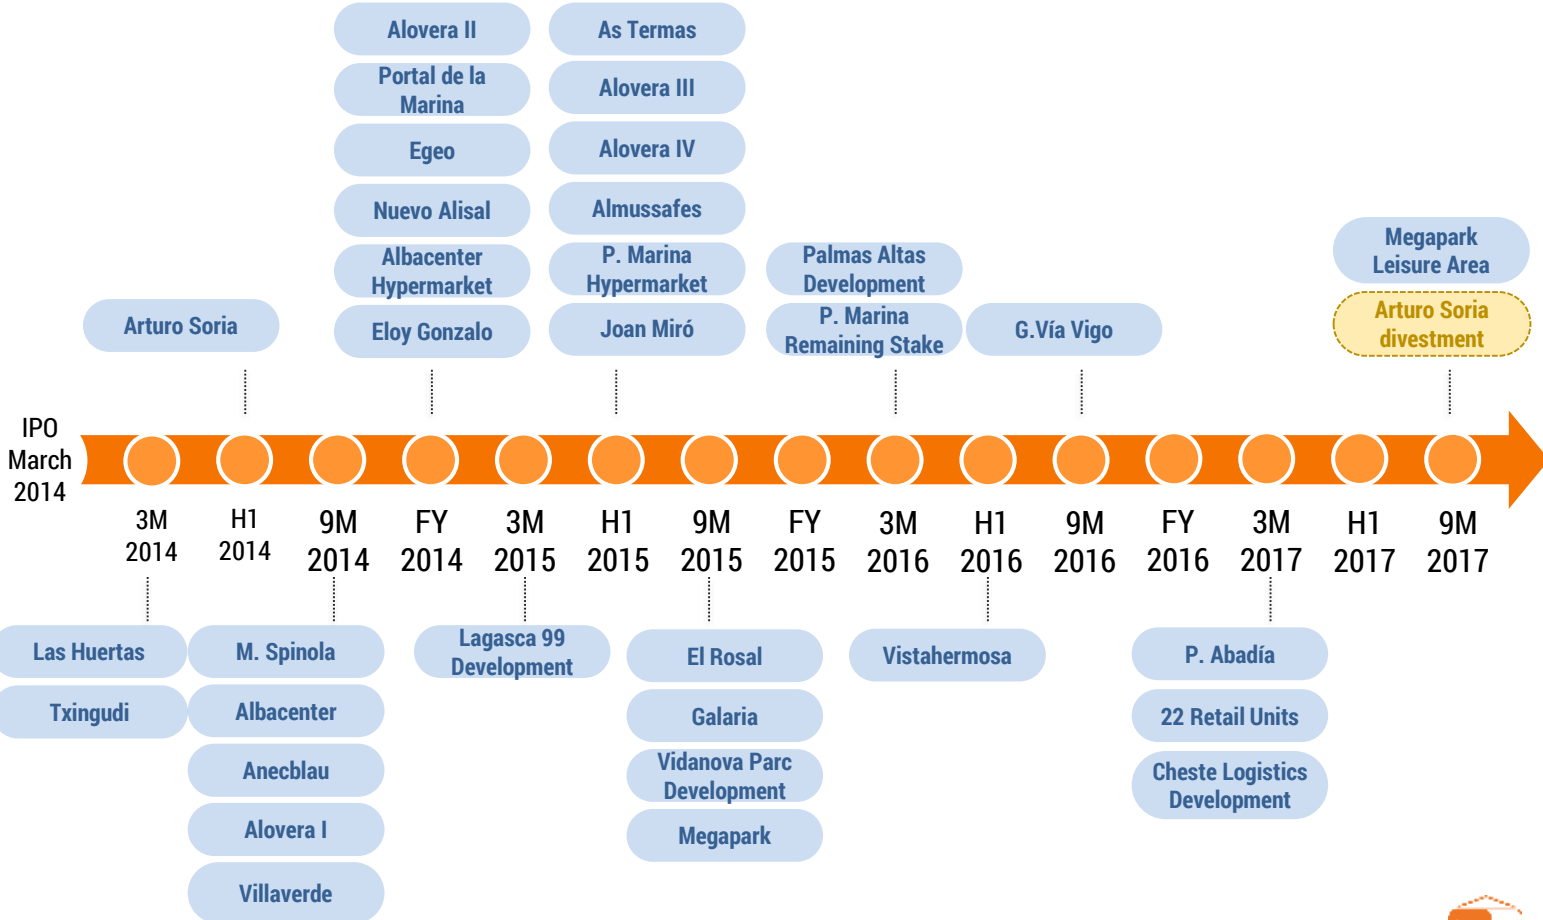 Alovera II
Portal de la
Marina
Egeo
Nuevo Alisal
Albacenter
Hypermarket
Eloy Gonzalo
As Termas
Alovera III
Alovera IV
Almussafes
P. Marina
Hypermarket
Joan Miró
Arturo Soria
Palmas Altas
Development
P. Marina
Remaining Stake
G.Vía Vigo
Megapark
Leisure Area
Arturo Soria
divestment
IPO
March
2014
3M
2014
H1
2014
9M
2014
FY
2014
3M
2015
H1
2015
9M
2015
FY
2015
3M
2016
H1
2016
9M
2016
FY
2016
3M
2017
H1
2017
9M
2017
Las Huertas
Txingudi
M. Spinola
Albacenter
Anecblau
Alovera I
Villaverde
Lagasca 99
Development
El Rosal
Galaria
Vidanova Parc
Development
Megapark
Vistahermosa
P. Abadía
22 Retail Units
Cheste Logistics
Development